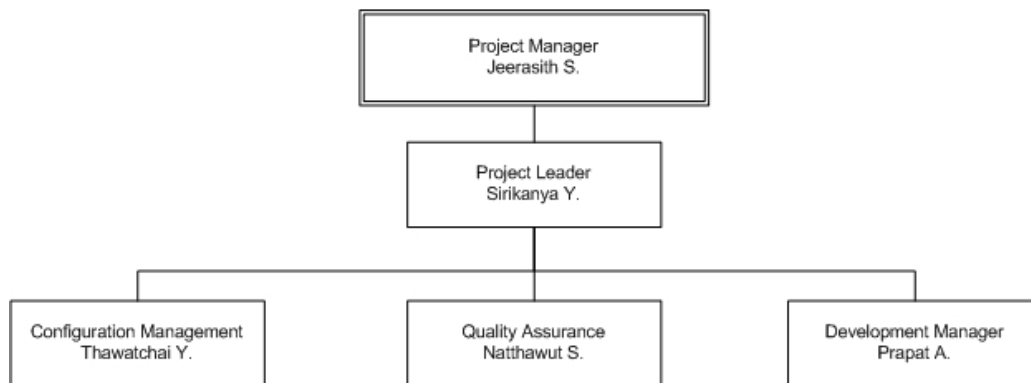 Project Manager
Jeerasith S.
Project Leader
Sirikanya Y.
Configuration Management
Thawatchai Y.
Quality Assurance
Natthawut S.
Development Manager
Prapat A.